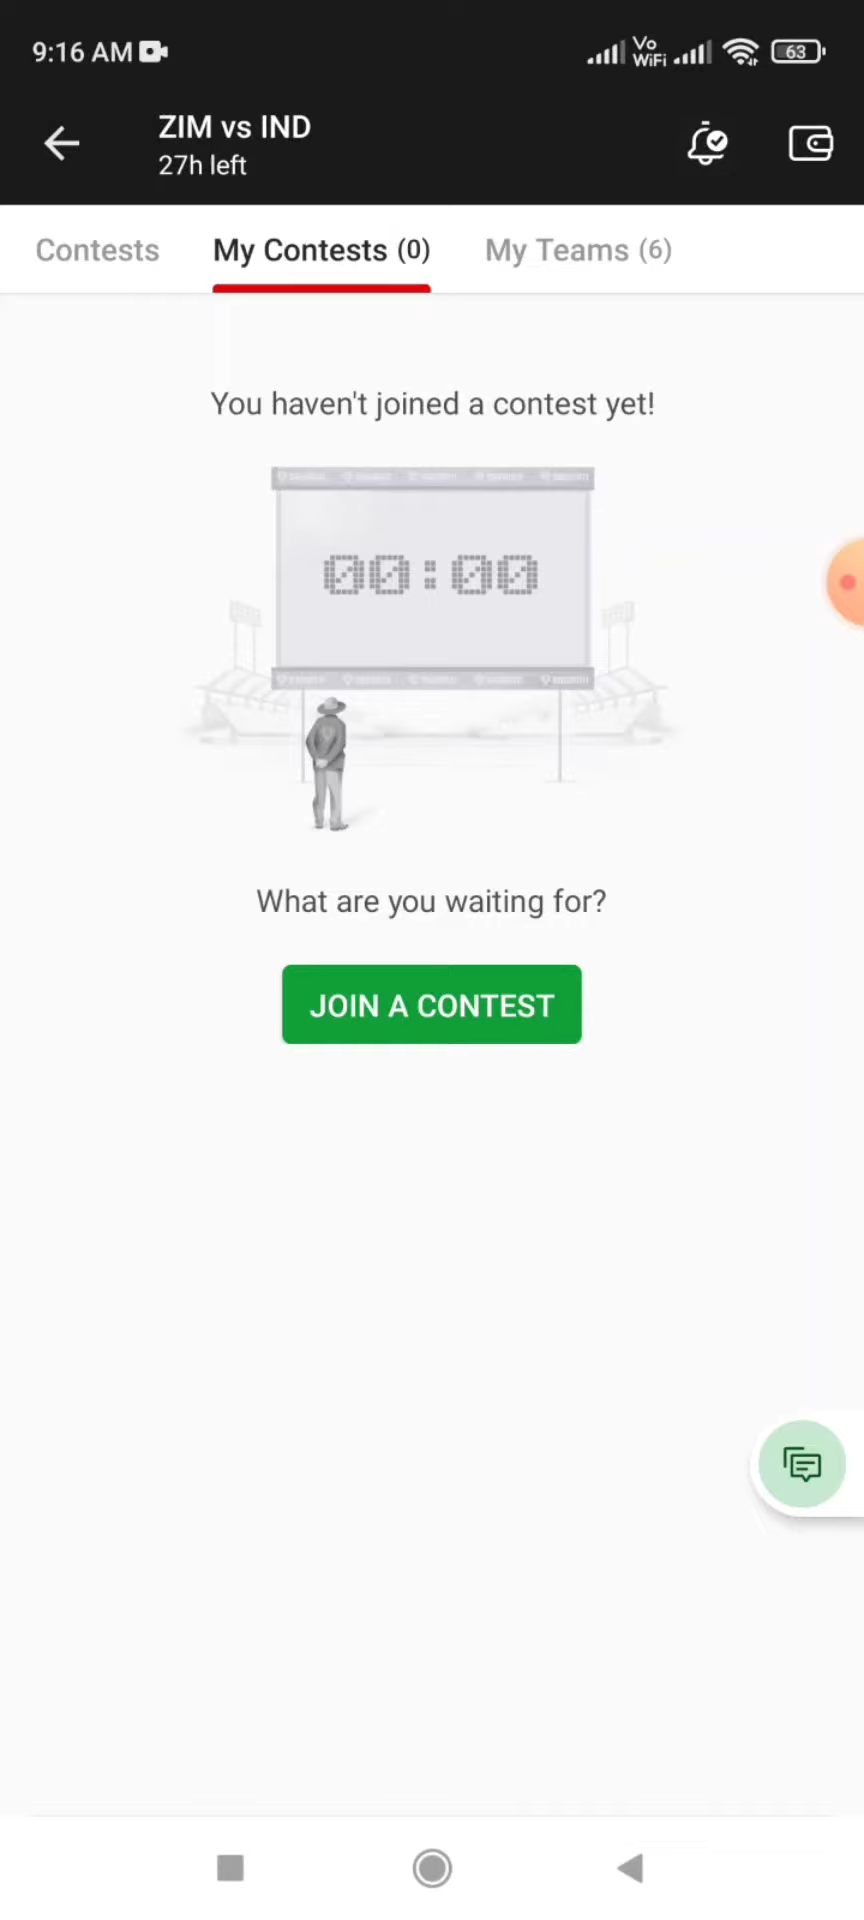 9:16 AM
Vo
WiFi
63
ZIM vs IND
27h left
Contests
My Contests (0)
My Teams (6)
You haven't joined a contest yet!
00:00
What are you waiting for?
JOIN A CONTEST